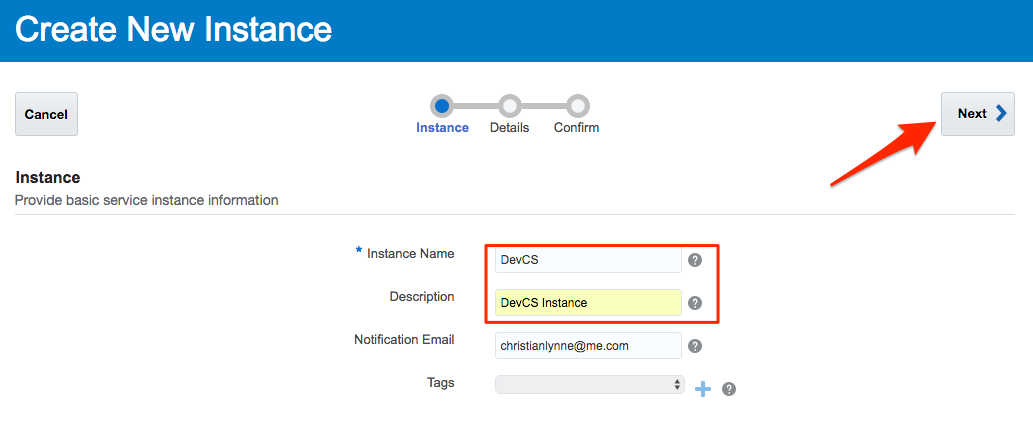 Create New Instance
Cancel
Instance Details Confirm
Next
Instance
Provide basic service instance information
* Instance Name DevCS ?
Description DevCS Instance ?
Notification Email christianlynne@me.com ?
Tags ?